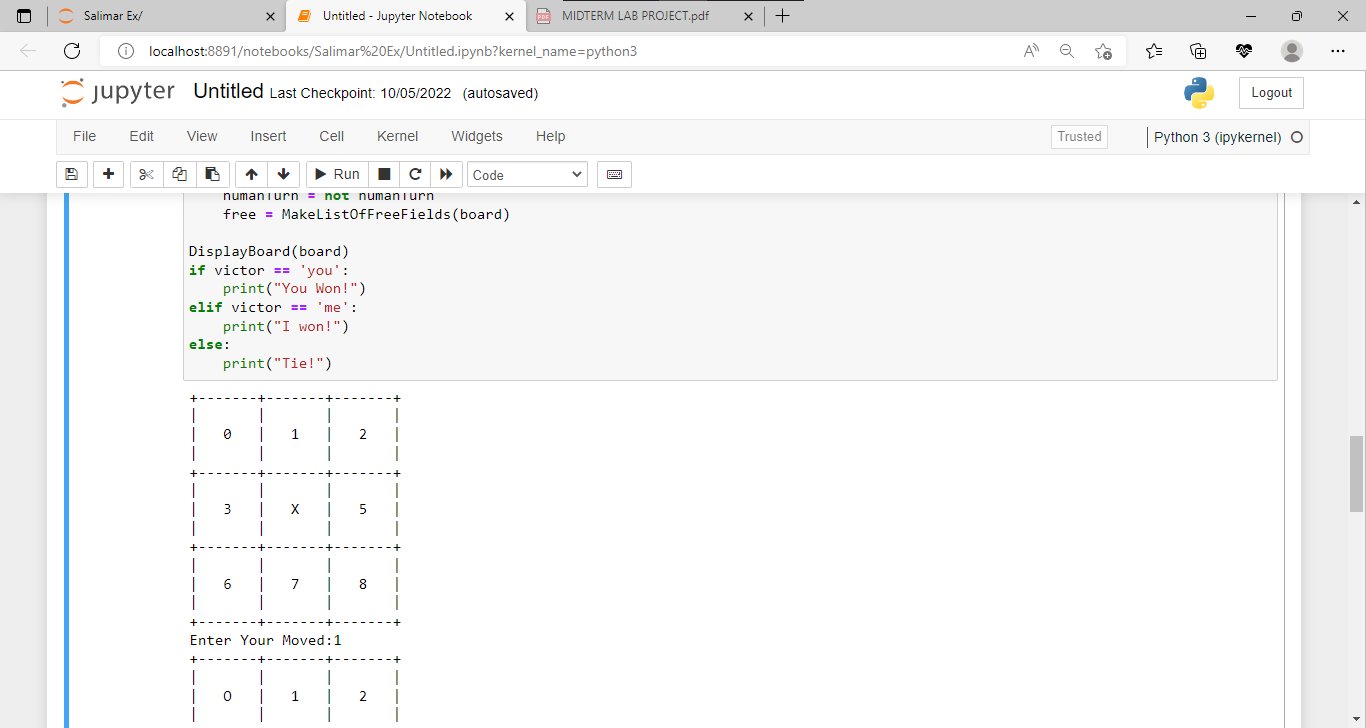 Salimar Ex/
Untitled - Jupyter Notebook
MIDTERM LAB PROJECT.pdf
localhost:8891/notebooks/Salimar%20Ex/Untitled.ipynb?kernel_name=python3
jupyter Untitled Last Checkpoint: 10/05/2022 (autosaved)
Logout
File Edit View Insert Cell Kernel Widgets Help
Trusted
Python 3 (ipykernel)
Run
Code
    humanTurn = not humanTurn
    free = MakeListOfFreeFields(board)

DisplayBoard(board)
if victor == 'you':
    print("You Won!")
elif victor == 'me':
    print("I won!")
else:
    print("Tie!")
+-------+-------+-------+
|       |       |       |
|   0   |   1   |   2   |
|       |       |       |
+-------+-------+-------+
|       |       |       |
|   3   |   X   |   5   |
|       |       |       |
+-------+-------+-------+
|       |       |       |
|   6   |   7   |   8   |
|       |       |       |
+-------+-------+-------+
Enter Your Moved:1
+-------+-------+-------+
|       |       |       |
|   O   |   1   |   2   |
|       |       |       |